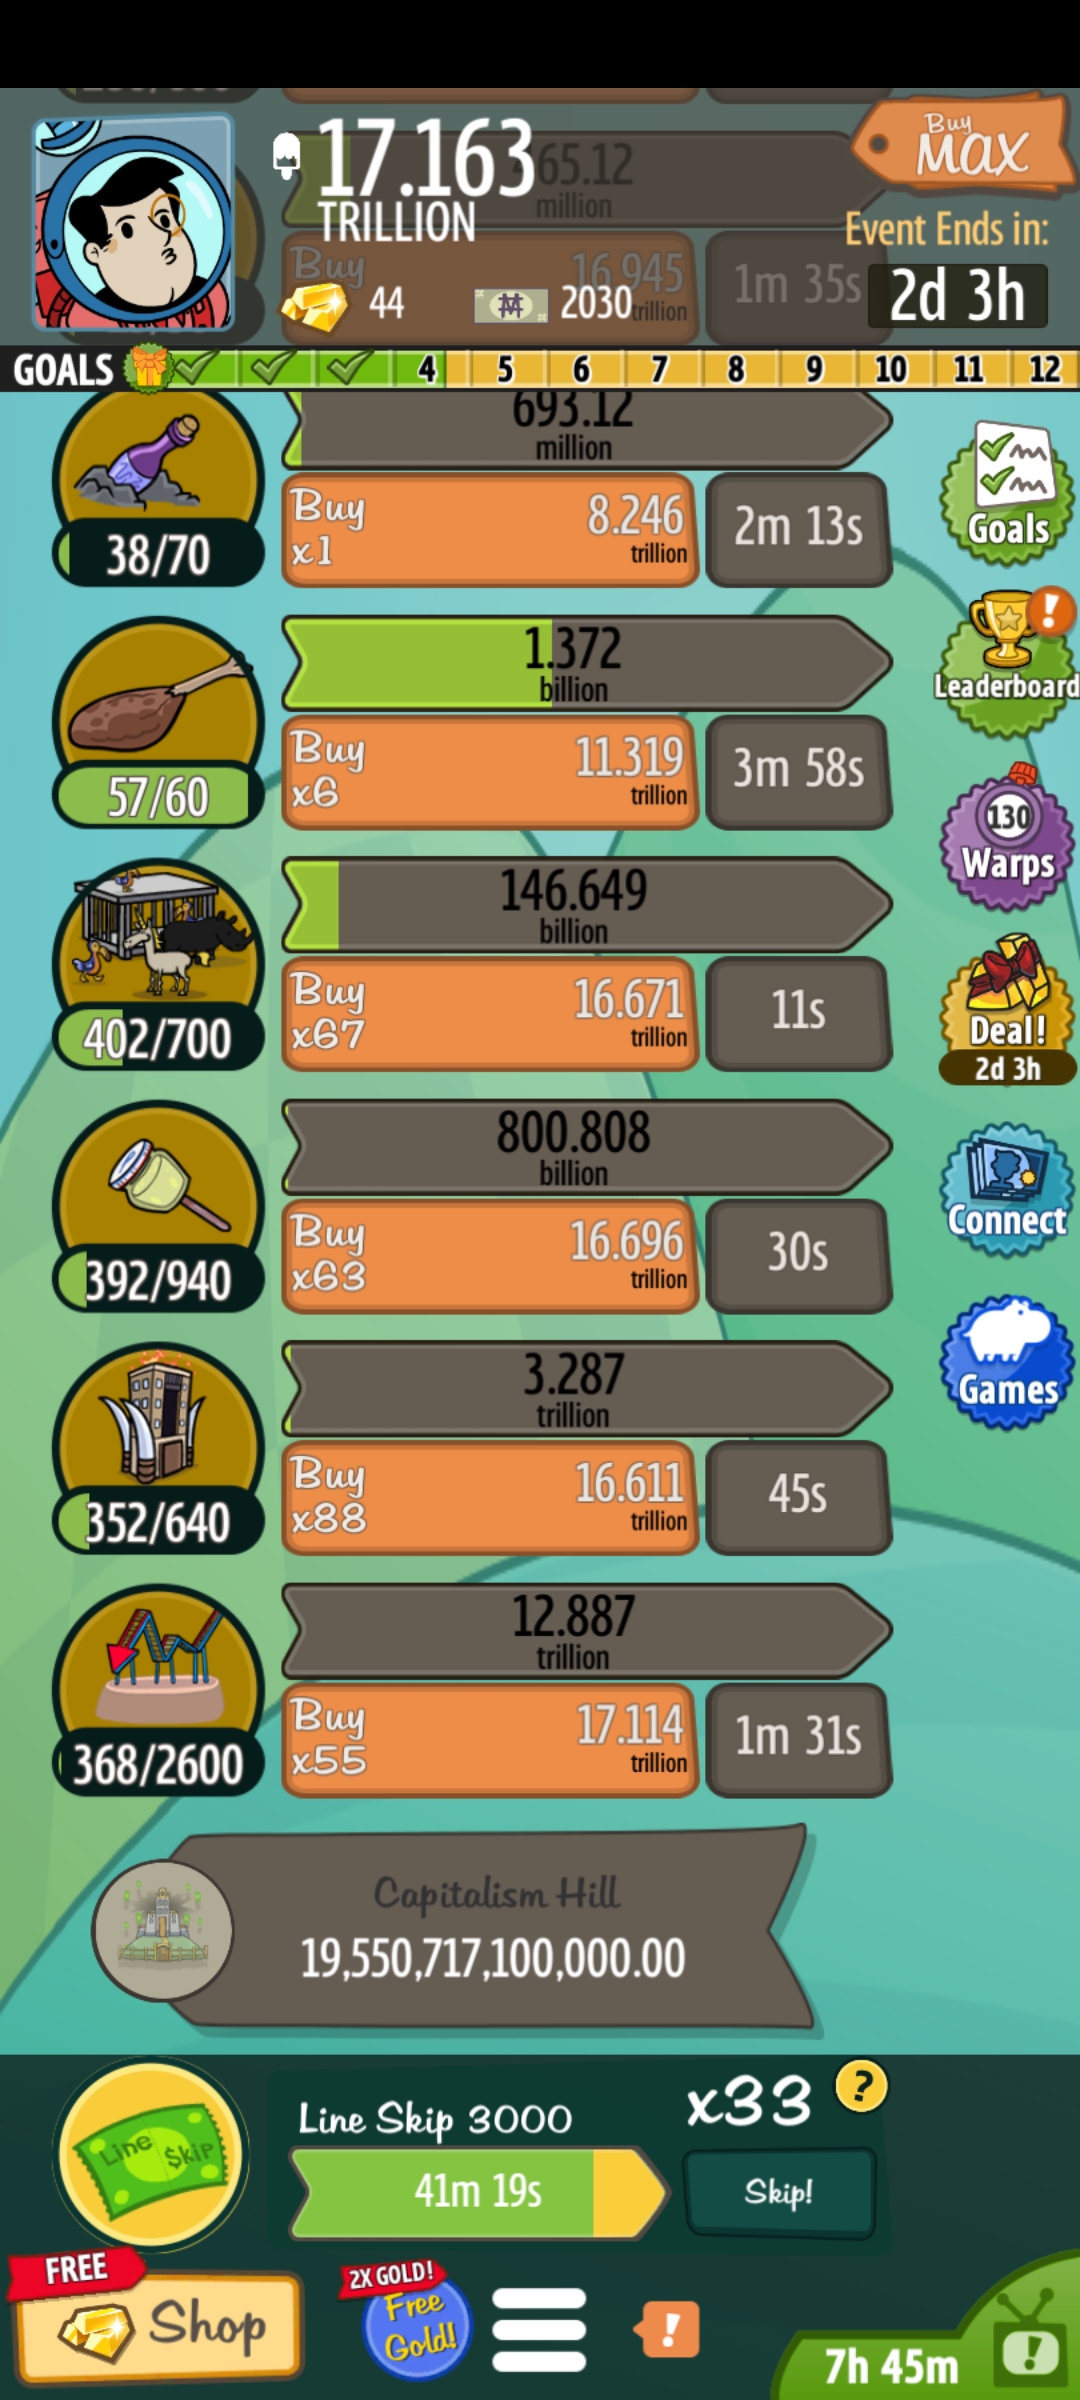 17.163
TRILLION
65.12
million
Buy
MAX
Event Ends in:
2d 3h
Buy
16.945
trillion
1m 35s
44
2030
GOALS
4
5
6
7
8
9
10
11
12
693.12
million
38/70
Buy
x1
8.246
trillion
2m 13s
Goals
1.372
billion
57/60
Buy
x6
11.319
trillion
3m 58s
Leaderboard
146.649
billion
402/700
Buy
x67
16.671
trillion
11s
130
Warps
Deal!
2d 3h
800.808
billion
392/940
Buy
x63
16.696
trillion
30s
Connect
3.287
trillion
352/640
Buy
x88
16.611
trillion
45s
Games
12.887
trillion
368/2600
Buy
x55
17.114
trillion
1m 31s
Capitalism Hill
19,550,717,100,000.00
Line $kip
Line Skip 3000
41m 19s
x33
?
Skip!
FREE
Shop
2X GOLD!
Free
Gold!
!
7h 45m
!